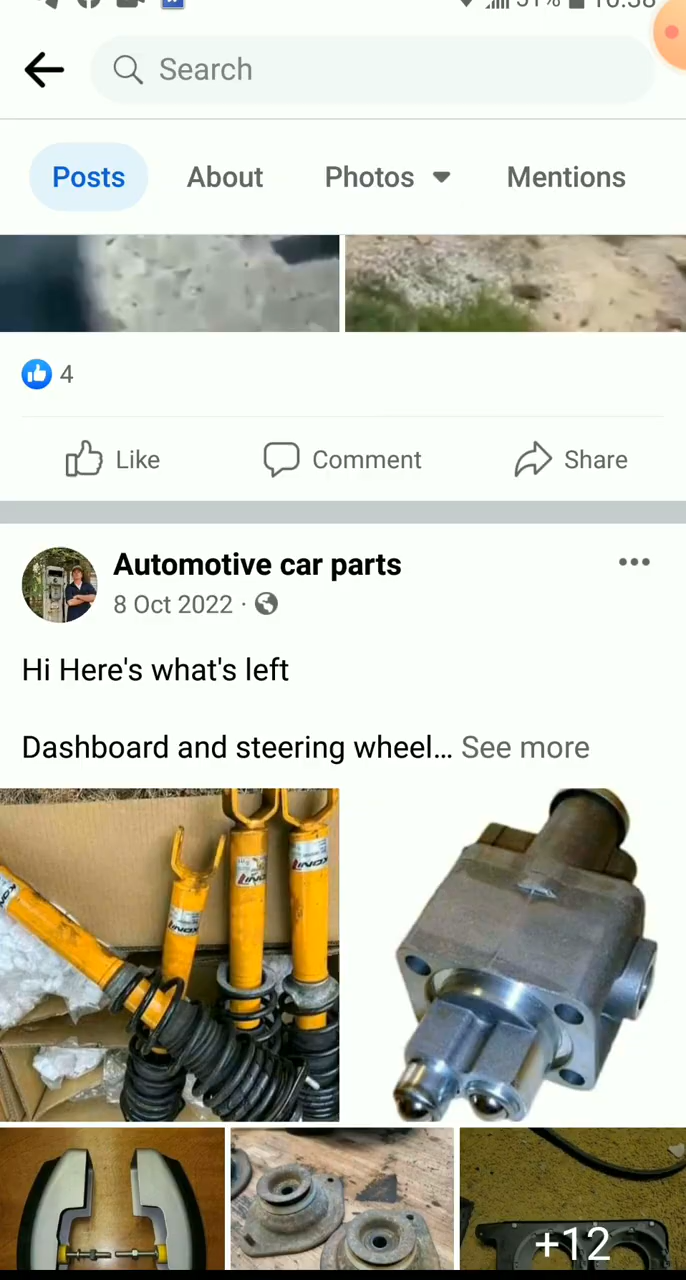 Search
Posts
About
Photos
Mentions
4
Like
Comment
Share
Automotive car parts
8 Oct 2022 ·
Hi Here's what's left
Dashboard and steering wheel... See more
+12